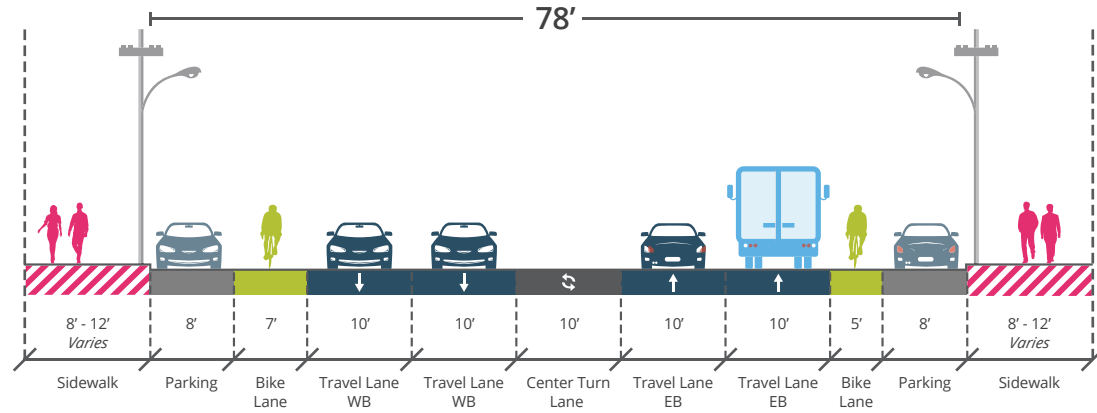 78’
8’ - 12’
Varies
8’
7’
10’
10’
10’
10’
10’
5’
8’
8’ - 12’
Varies
Sidewalk
Parking
Bike
Lane
Travel Lane
WB
Travel Lane
WB
Center Turn
Lane
Travel Lane
EB
Travel Lane
EB
Bike
Lane
Parking
Sidewalk